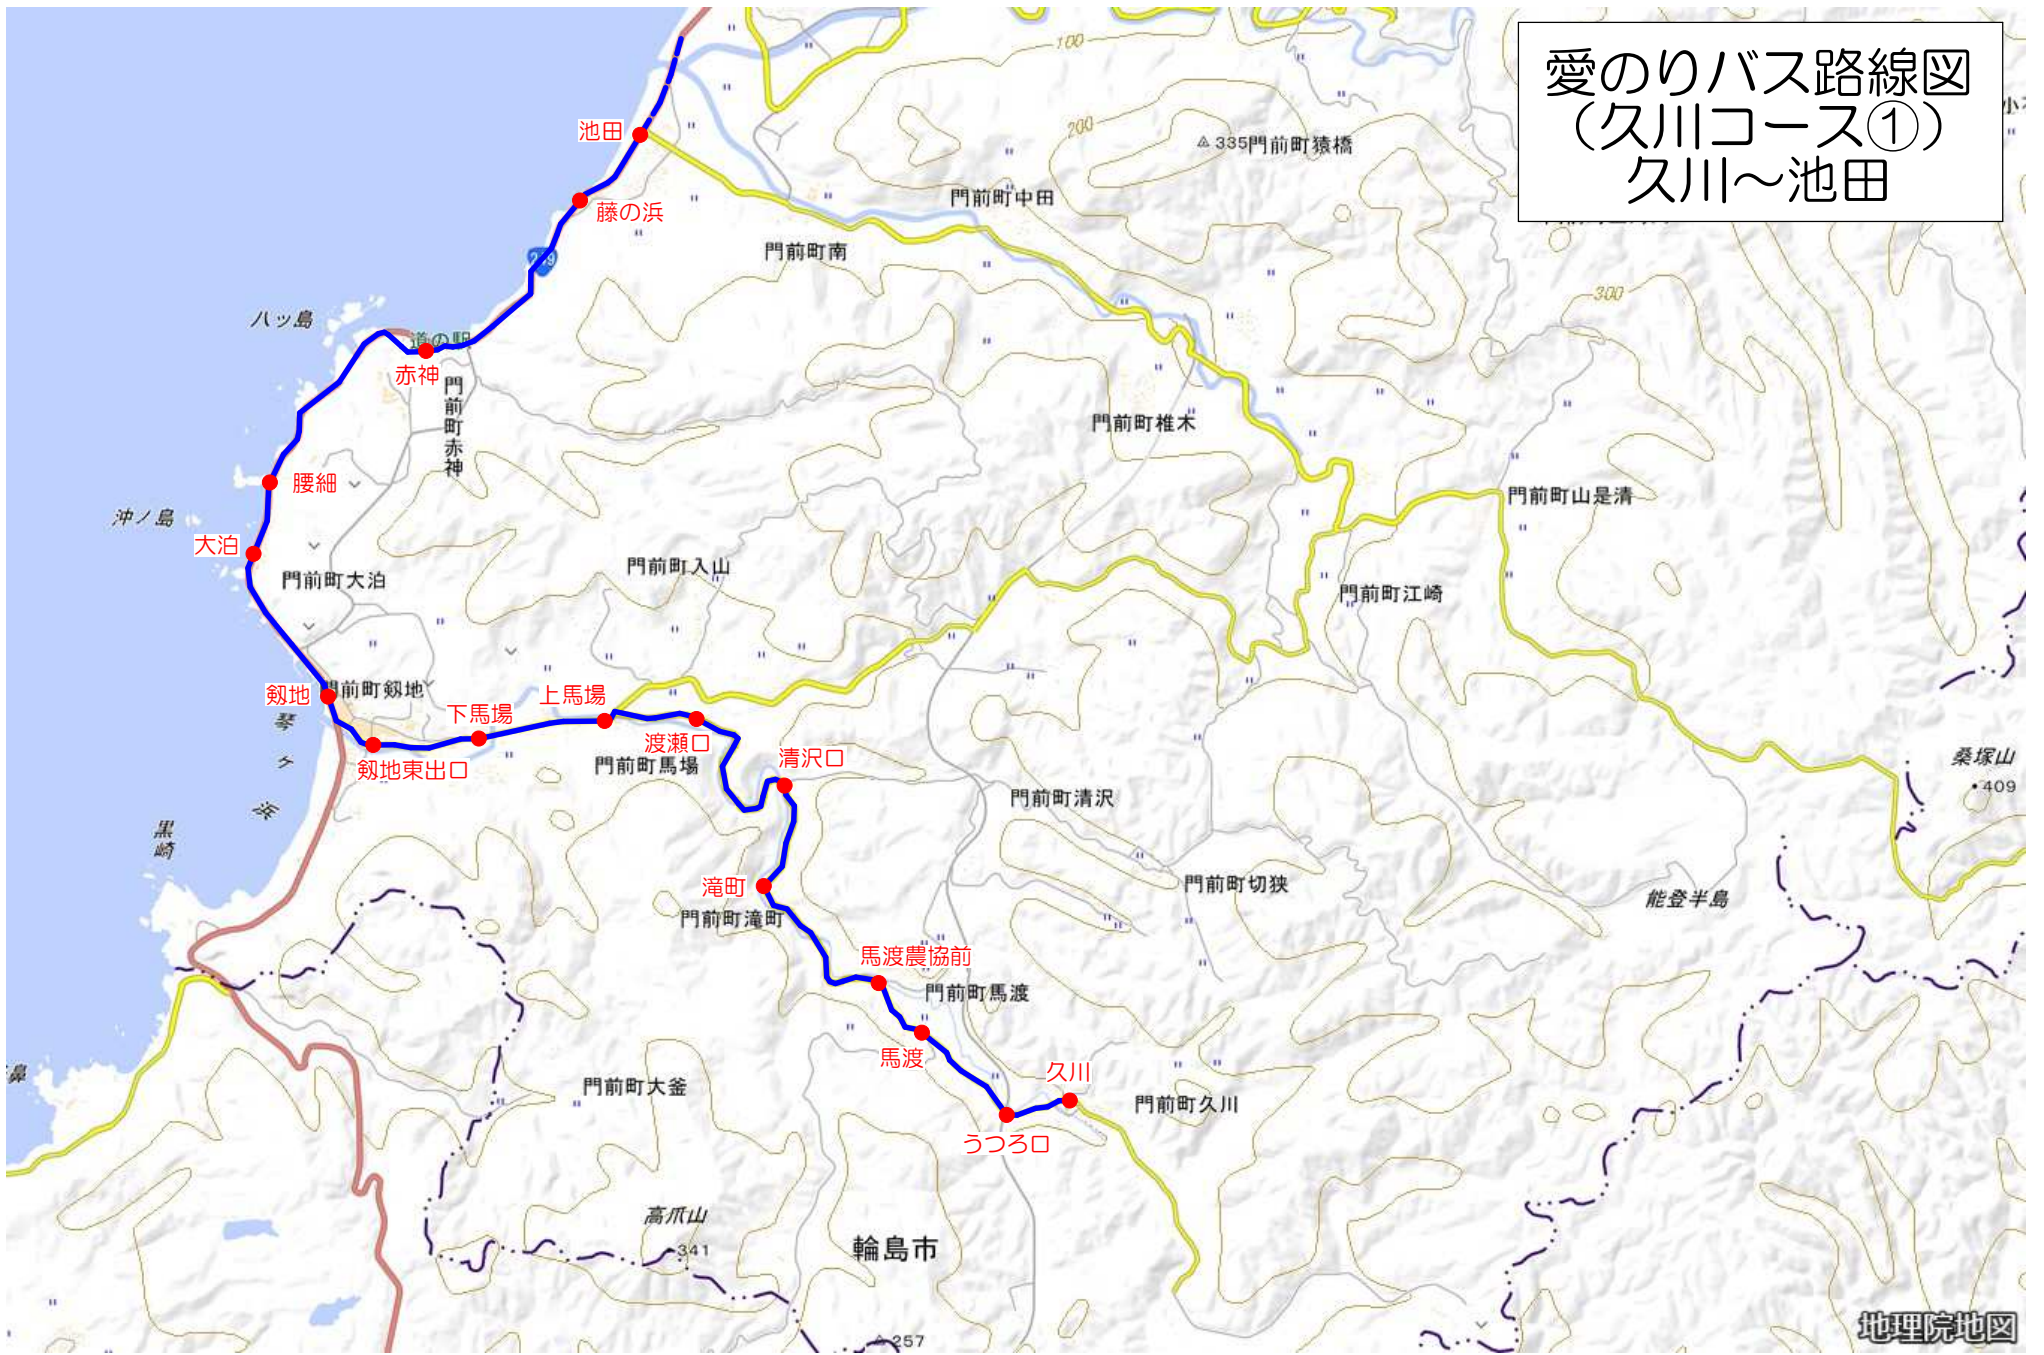 愛のりバス路線図
（久川コース①）
久川～池田
100
200
池田
335門前町猿橋
藤の浜
門前町中田
門前町南
300
八ッ島
道の駅
赤神
門前町赤神
門前町椎木
腰細
門前町山是清
沖ノ島
大泊
門前町大泊
門前町入山
門前町江崎
剱地
門前町剱地
琴ヶ浜
下馬場
上馬場
渡瀬口
剱地東出口
門前町馬場
清沢口
桑塚山
409
門前町清沢
黒崎
滝町
門前町滝町
門前町切狭
能登半島
馬渡農協前
門前町馬渡
馬渡
久川
門前町大釜
門前町久川
うつろ口
高爪山
341
輪島市
257
地理院地図